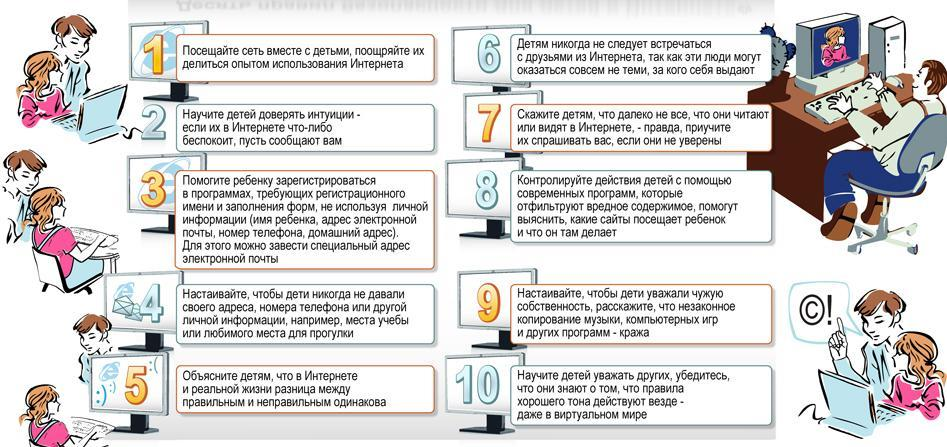 1
Посещайте сеть вместе с детьми, поощряйте их
делиться опытом использования Интернета
2
Научите детей доверять интуиции -
если их в Интернете что-либо
беспокоит, пусть сообщают вам
3
Помогите ребенку зарегистрироваться
в программах, требующих регистрационного
имени и заполнения форм, не используя личной
информации (имя ребенка, адрес электронной
почты, номер телефона, домашний адрес).
Для этого можно завести специальный адрес
электронной почты
4
Настаивайте, чтобы дети никогда не давали
своего адреса, номера телефона или другой
личной информации, например, места учебы
или любимого места для прогулки
5
Объясните детям, что в Интернете
и реальной жизни разница между
правильным и неправильным одинакова
6
Детям никогда не следует встречаться
с друзьями из Интернета, так как эти люди могут
оказаться совсем не теми, за кого себя выдают
7
Скажите детям, что далеко не все, что они читают
или видят в Интернете, - правда, приучите
их спрашивать вас, если они не уверены
8
Контролируйте действия детей с помощью
современных программ, которые
отфильтруют вредное содержимое, помогут
выяснить, какие сайты посещает ребенок
и что он там делает
9
Настаивайте, чтобы дети уважали чужую
собственность, расскажите, что незаконное
копирование музыки, компьютерных игр
и других программ - кража
10
Научите детей уважать других, убедитесь,
что они знают о том, что правила
хорошего тона действуют везде -
даже в виртуальном мире
©!